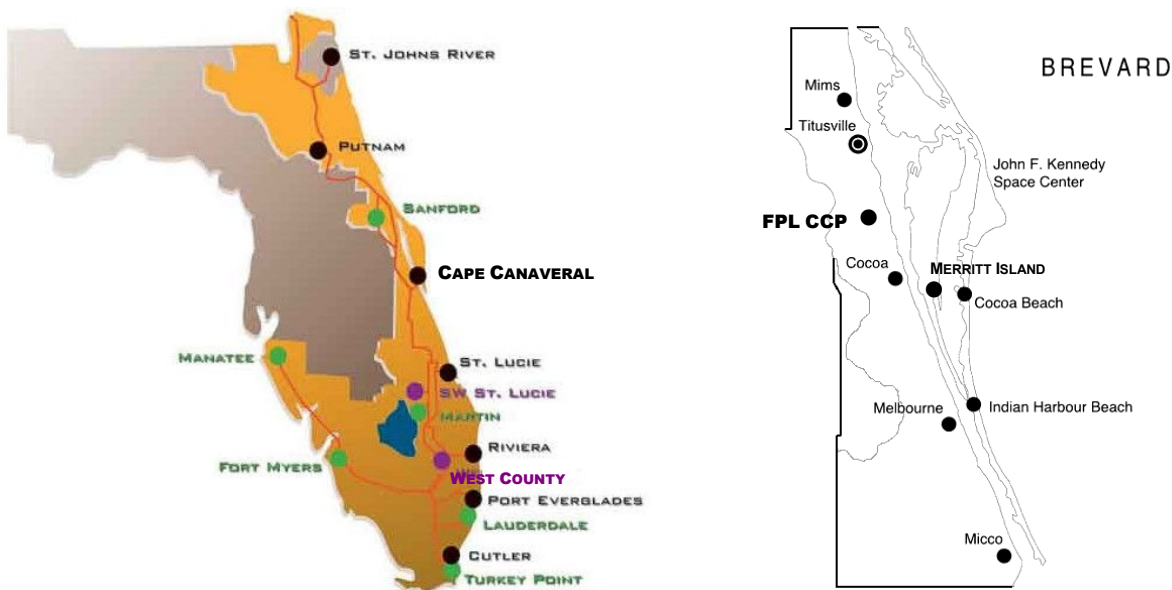 ST. JOHNS RIVER
PUTNAM
SANFORD
CAPE CANAVERAL
MANATEE
ST. LUCIE
SW ST. LUCIE
MARTIN
RIVIERA
FORT MYERS
WEST COUNTY
PORT EVERGLADES
LAUDERDALE
CUTLER
TURKEY POINT
BREVARD
Mims
Titusville
John F. Kennedy
Space Center
FPL CCP
Cocoa
MERRITT ISLAND
Cocoa Beach
Melbourne
Indian Harbour Beach
Micco